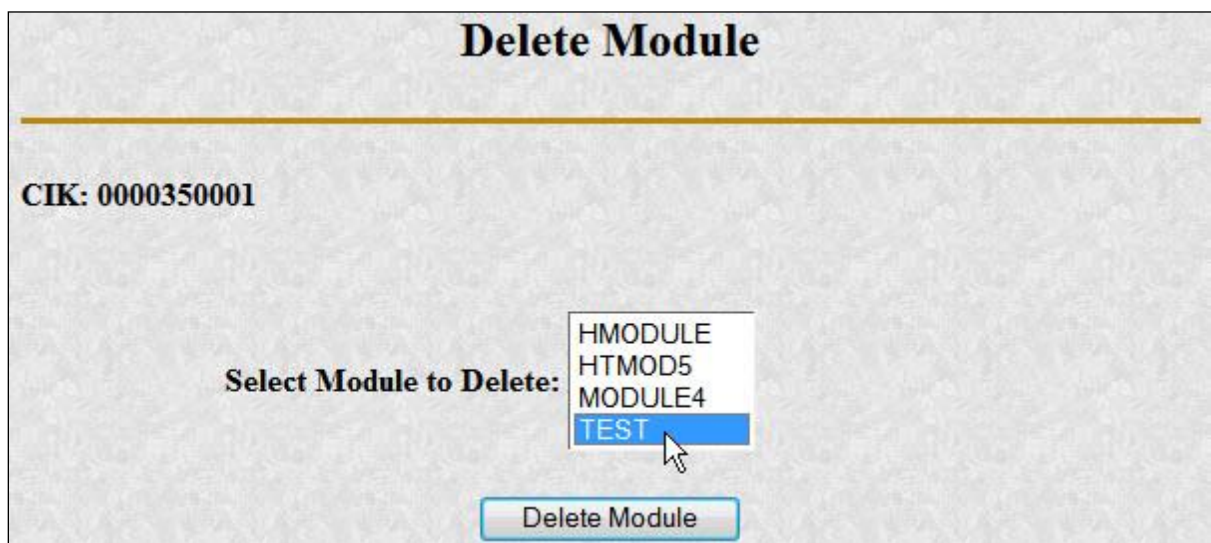 Delete Module
CIK: 0000350001
Select Module to Delete:
HMODULE
HTMOD5
MODULE4
TEST
Delete Module